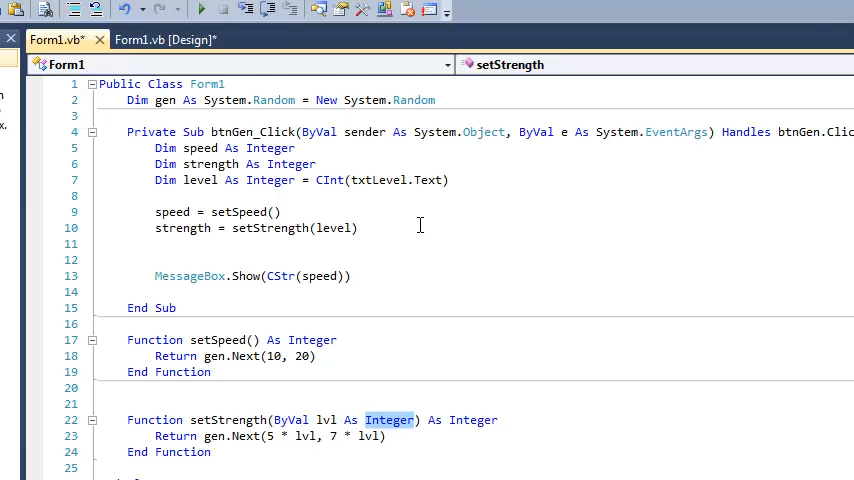 Form1.vb* Form1.vb [Design]*
Form1 setStrength
1 Public Class Form1
2 Dim gen As System.Random = New System.Random
3
4 Private Sub btnGen_Click(ByVal sender As System.Object, ByVal e As System.EventArgs) Handles btnGen.Clic
5 Dim speed As Integer
6 Dim strength As Integer
7 Dim level As Integer = CInt(txtLevel.Text)
8
9 speed = setSpeed()
10 strength = setStrength(level)
11
12
13 MessageBox.Show(CStr(speed))
14
15 End Sub
16
17 Function setSpeed() As Integer
18 Return gen.Next(10, 20)
19 End Function
20
21
22 Function setStrength(ByVal lvl As Integer) As Integer
23 Return gen.Next(5 * lvl, 7 * lvl)
24 End Function
25